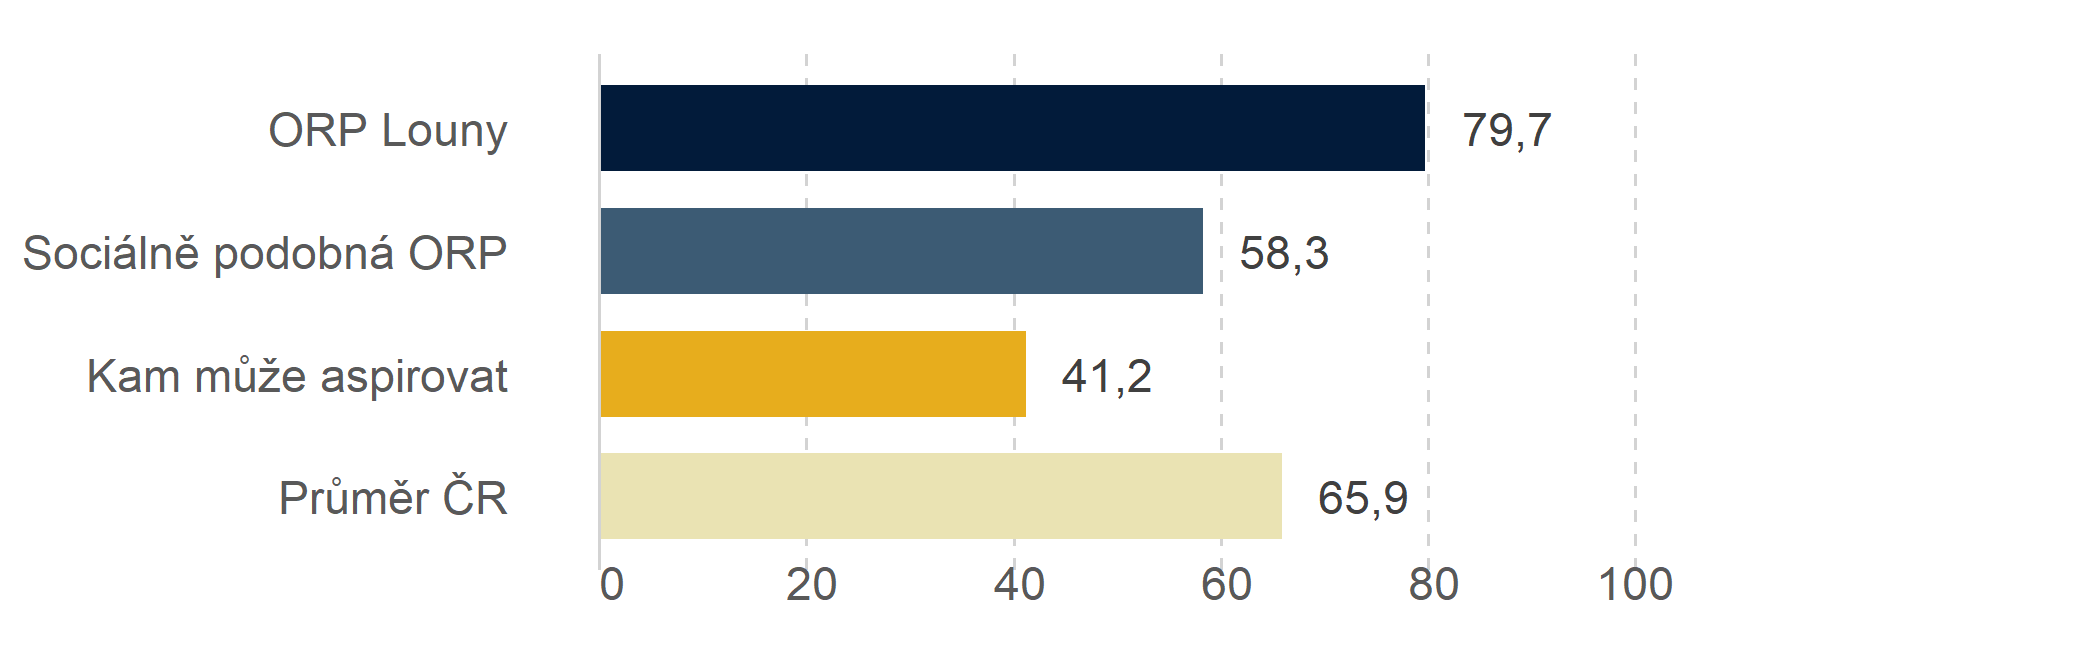 ORP Louny
79,7
Sociálně podobná ORP
58,3
Kam může aspirovat
41,2
Průměr ČR
65,9
0 20 40 60 80 100